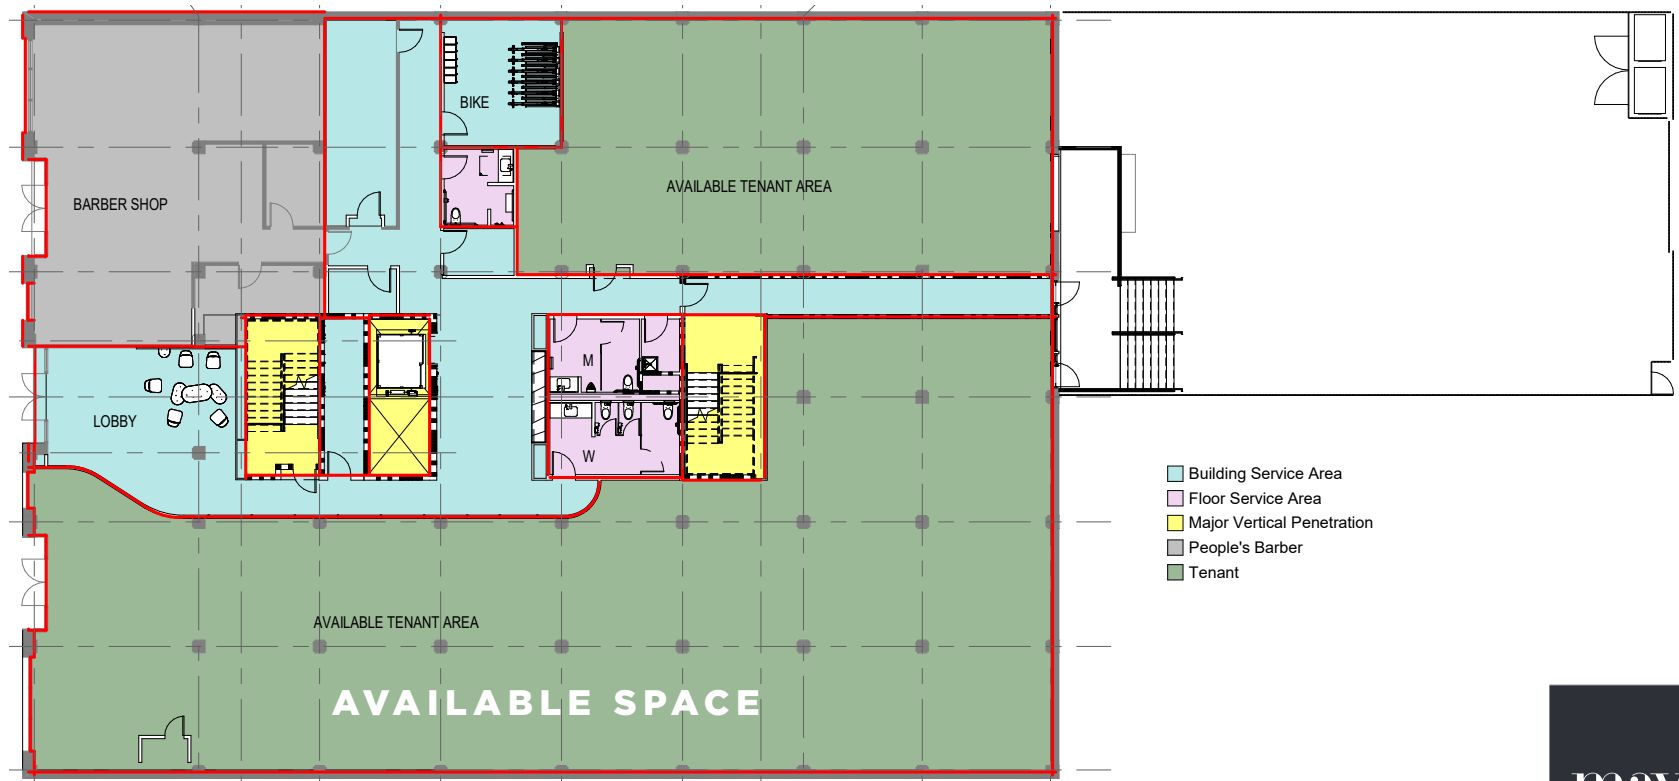 BIKE
AVAILABLE TENANT AREA
BARBER SHOP
M
LOBBY
W
Building Service Area
Floor Service Area
Major Vertical Penetration
People's Barber
Tenant
AVAILABLE TENANT AREA
AVAILABLE SPACE